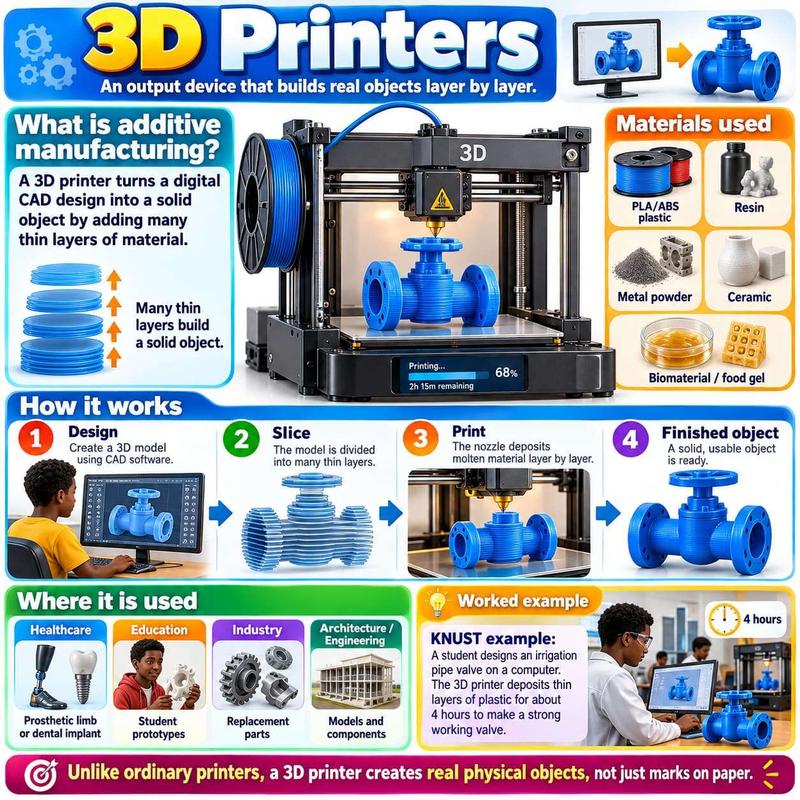 3D Printers
An output device that builds real objects layer by layer.
What is additive
manufacturing?
A 3D printer turns a digital
CAD design into a solid
object by adding many
thin layers of material.
Many thin
layers build
a solid object.
3D
Printing...
68%
2h 15m remaining
Materials used
PLA/ABS
plastic
Resin
Metal powder
Ceramic
Biomaterial / food gel
How it works
1
Design
Create a 3D model
using CAD software.
2
Slice
The model is divided
into many thin layers.
3
Print
The nozzle deposits
molten material layer by layer.
4
Finished object
A solid, usable object
is ready.
Where it is used
Healthcare
Prosthetic limb
or dental implant
Education
Student
prototypes
Industry
Replacement
parts
Architecture /
Engineering
Models and
components
Worked example
KNUST example:
A student designs an irrigation
pipe valve on a computer.
The 3D printer deposits thin
layers of plastic for about
4 hours to make a strong
working valve.
4 hours
Unlike ordinary printers, a 3D printer creates real physical objects, not just marks on paper.